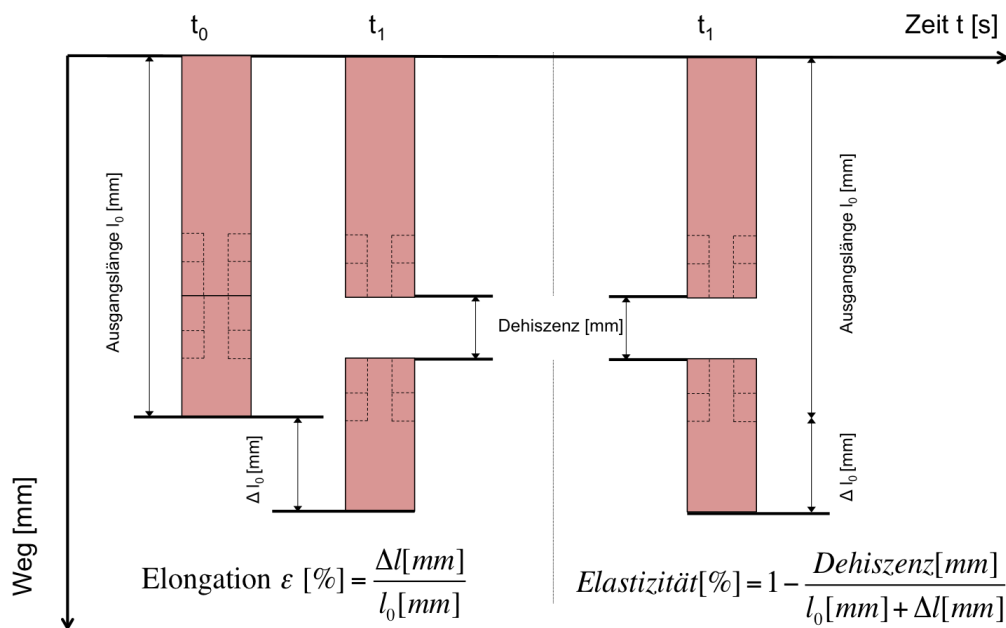 t₀
t₁
t₁
Zeit t [s]
Ausgangslänge l₀ [mm]
Ausgangslänge l₀ [mm]
Dehiszenz [mm]
Δ l₀ [mm]
Δ l₀ [mm]
Weg [mm]
Elongation ε [%] = Δl[mm] / l₀[mm]
Elastizität[%] = 1 − Dehiszenz[mm] / l₀[mm] + Δl[mm]